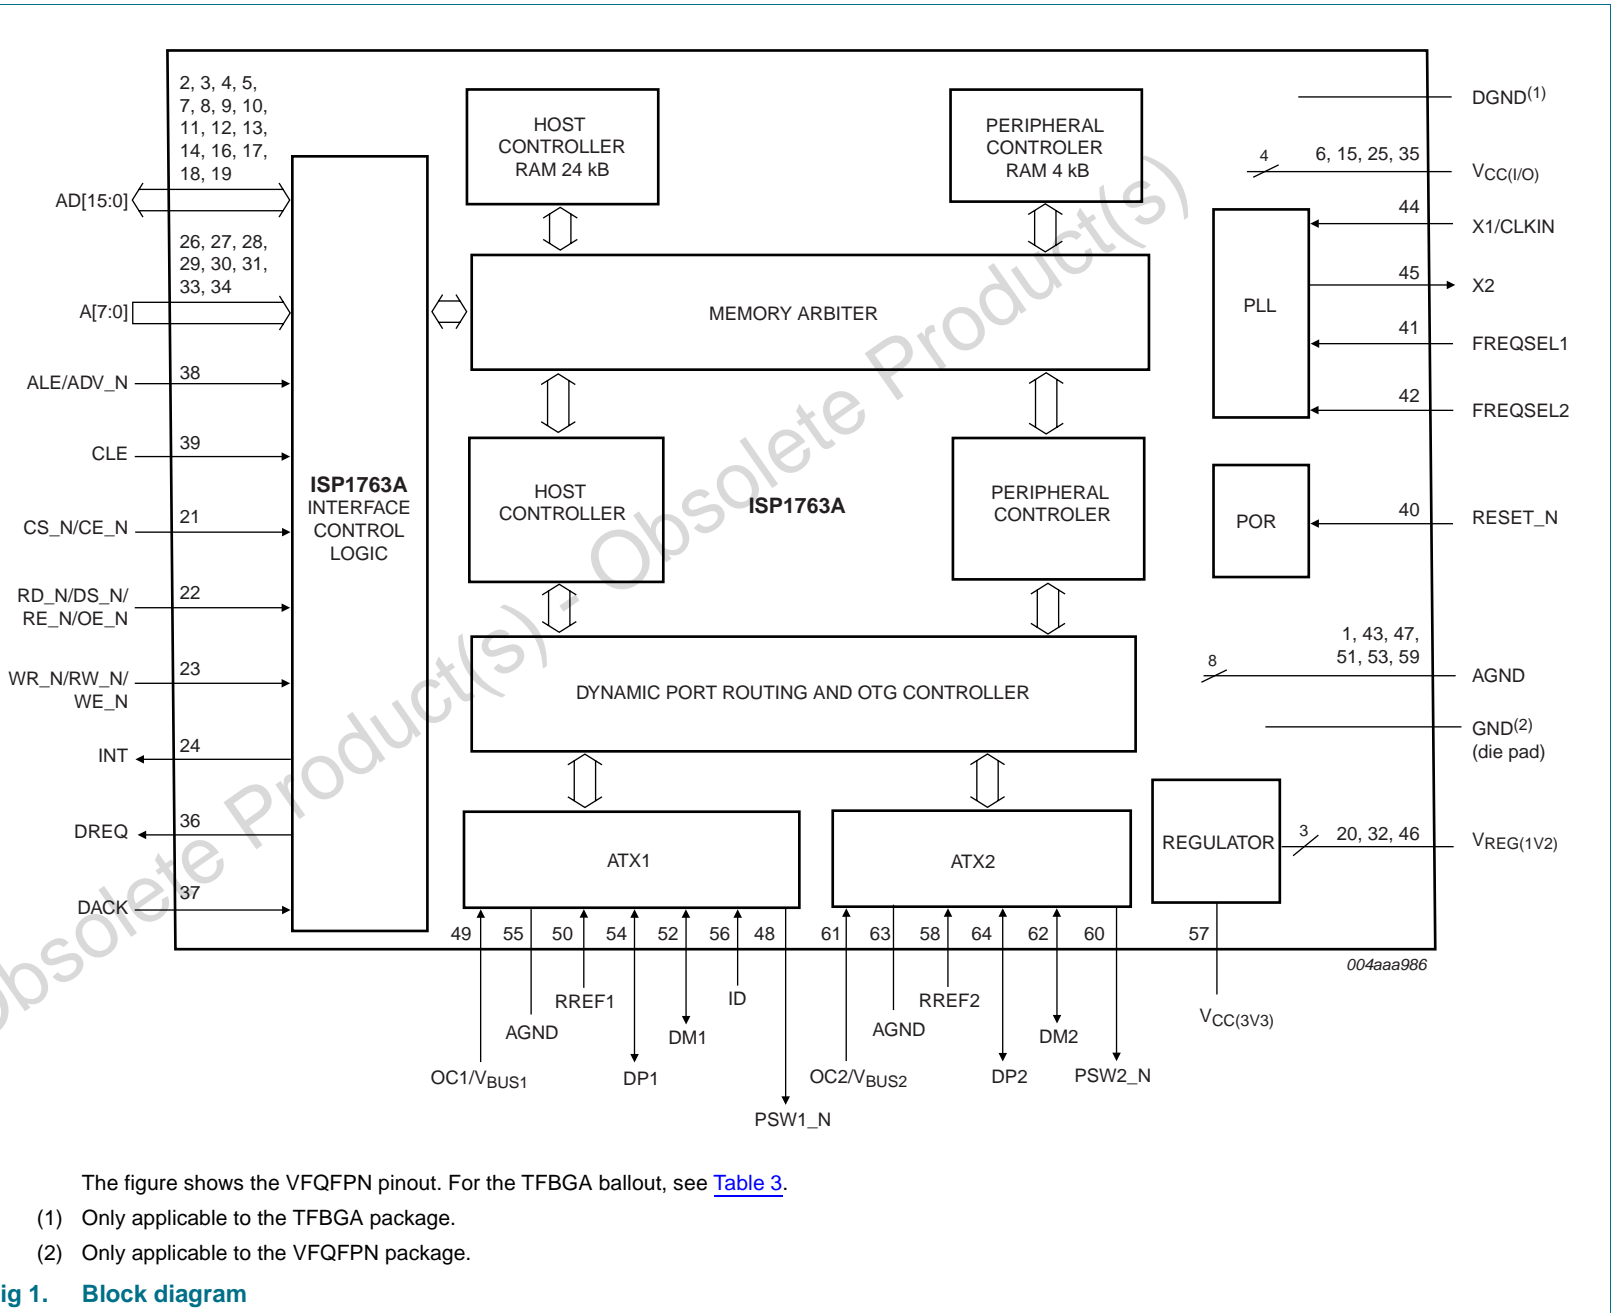 2, 3, 4, 5,
7, 8, 9, 10,
11, 12, 13,
14, 16, 17,
18, 19
AD[15:0]
26, 27, 28,
29, 30, 31,
33, 34
A[7:0]
ALE/ADV_N
38
CLE
39
CS_N/CE_N
21
RD_N/DS_N/
RE_N/OE_N
22
WR_N/RW_N/
WE_N
23
INT
24
DREQ
36
DACK
37
ISP1763A
INTERFACE
CONTROL
LOGIC
HOST
CONTROLLER
RAM 24 kB
PERIPHERAL
CONTROLER
RAM 4 kB
MEMORY ARBITER
HOST
CONTROLLER
ISP1763A
PERIPHERAL
CONTROLER
DYNAMIC PORT ROUTING AND OTG CONTROLLER
ATX1
ATX2
PLL
POR
REGULATOR
DGND(1)
4
6, 15, 25, 35
VCC(I/O)
44
X1/CLKIN
45
X2
41
FREQSEL1
42
FREQSEL2
40
RESET_N
1, 43, 47,
51, 53, 59
8
AGND
GND(2)
(die pad)
3
20, 32, 46
VREG(1V2)
49
55
50
54
52
56
48
61
63
58
64
62
60
57
004aaa986
OC1/VBUS1
AGND
RREF1
DP1
DM1
ID
PSW1_N
OC2/VBUS2
AGND
RREF2
DP2
DM2
PSW2_N
VCC(3V3)
Obsolete Product(s) - Obsolete Product(s)
The figure shows the VFQFPN pinout. For the TFBGA ballout, see Table 3.
(1) Only applicable to the TFBGA package.
(2) Only applicable to the VFQFPN package.
ig 1. Block diagram